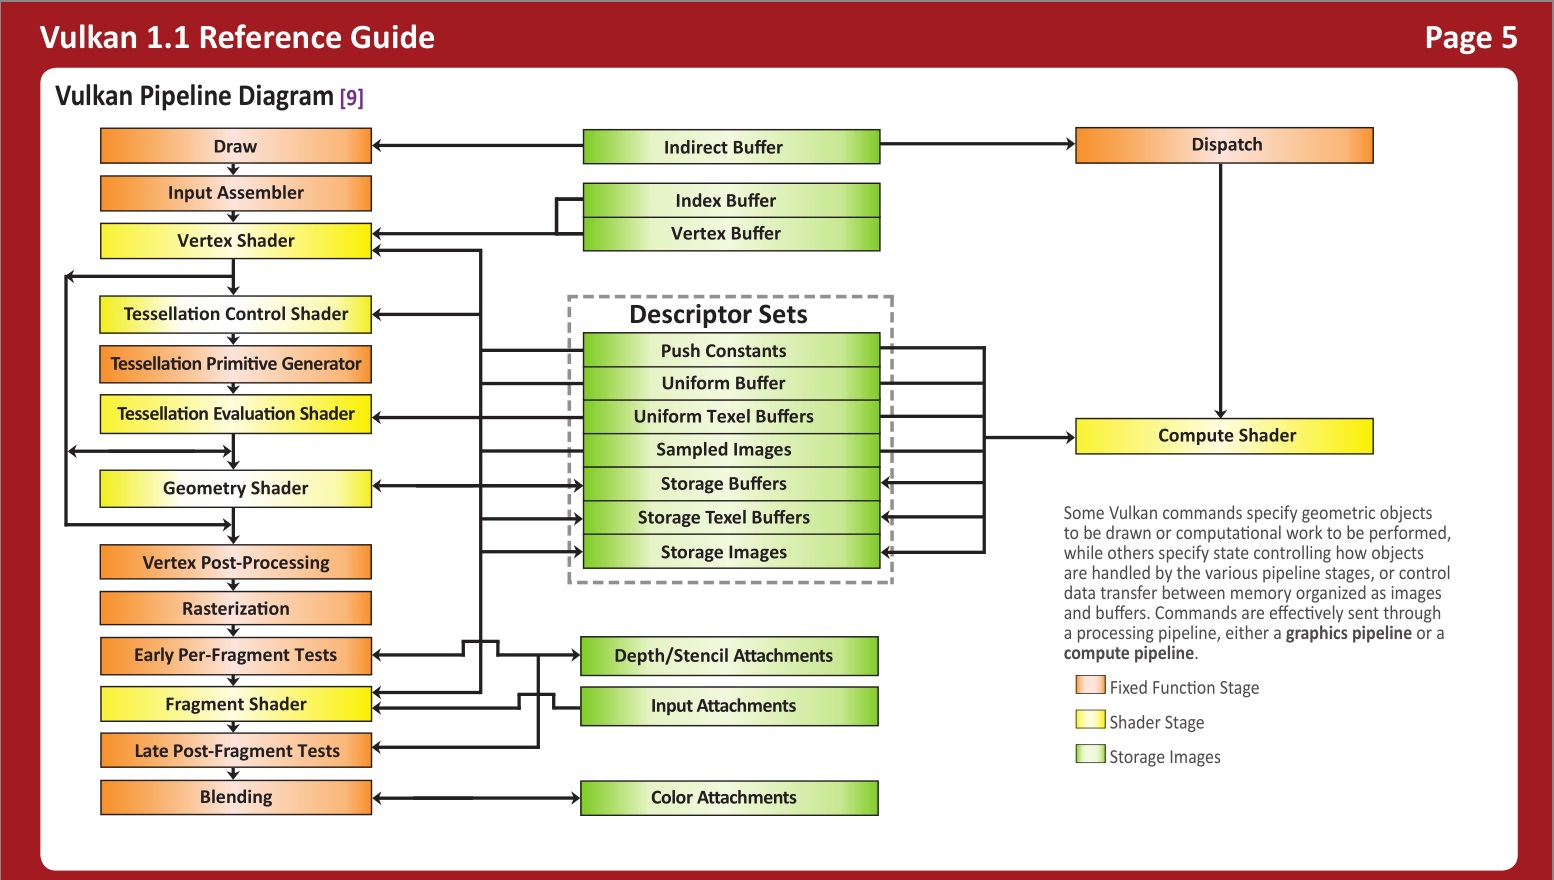 Vulkan 1.1 Reference Guide
Page 5
Vulkan Pipeline Diagram [9]
Draw
Input Assembler
Vertex Shader
Tessellation Control Shader
Tessellation Primitive Generator
Tessellation Evaluation Shader
Geometry Shader
Vertex Post-Processing
Rasterization
Early Per-Fragment Tests
Fragment Shader
Late Post-Fragment Tests
Blending
Indirect Buffer
Index Buffer
Vertex Buffer
Descriptor Sets
Push Constants
Uniform Buffer
Uniform Texel Buffers
Sampled Images
Storage Buffers
Storage Texel Buffers
Storage Images
Depth/Stencil Attachments
Input Attachments
Color Attachments
Dispatch
Compute Shader
Some Vulkan commands specify geometric objects
to be drawn or computational work to be performed,
while others specify state controlling how objects
are handled by the various pipeline stages, or control
data transfer between memory organized as images
and buffers. Commands are effectively sent through
a processing pipeline, either a graphics pipeline or a
compute pipeline.
Fixed Function Stage
Shader Stage
Storage Images